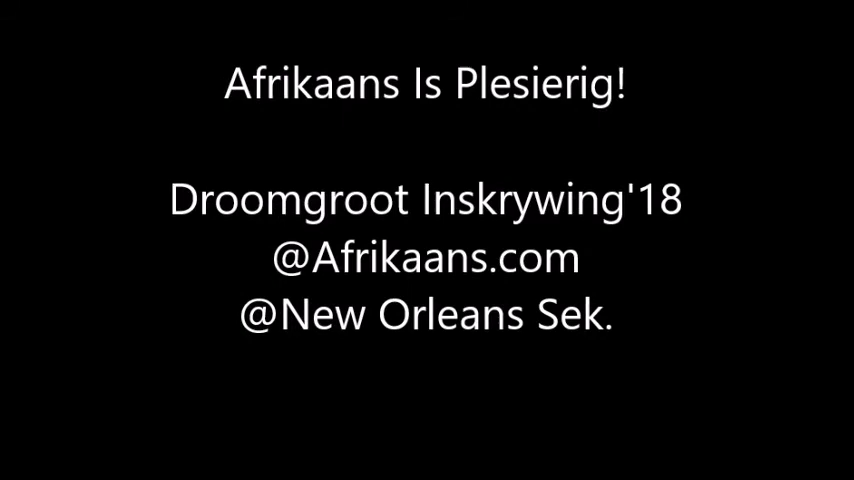 Afrikaans Is Plesierig!
Droomgroot Inskrywing'18
@Afrikaans.com
@New Orleans Sek.